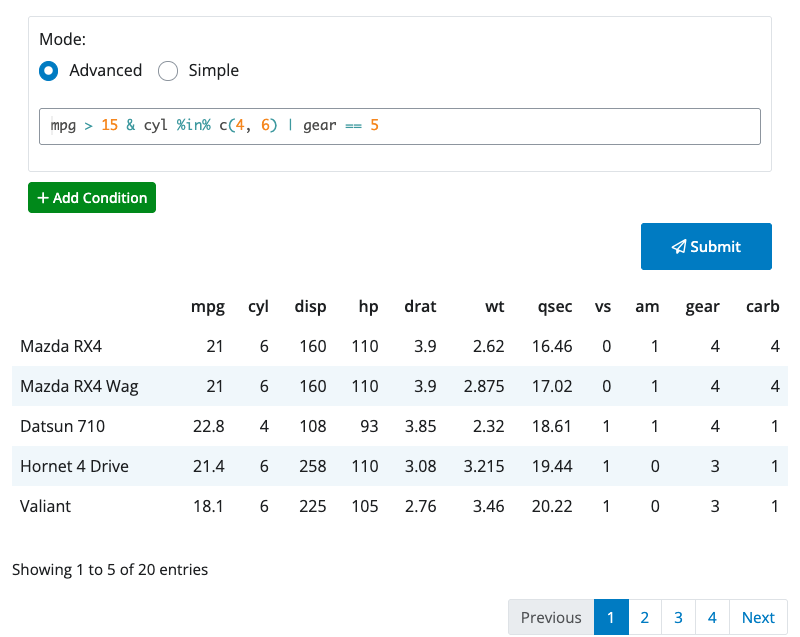 Mode:
Advanced Simple
mpg > 15 & cyl %in% c(4, 6) | gear == 5
+ Add Condition
Submit
mpg cyl disp hp drat wt qsec vs am gear carb
Mazda RX4 21 6 160 110 3.9 2.62 16.46 0 1 4 4
Mazda RX4 Wag 21 6 160 110 3.9 2.875 17.02 0 1 4 4
Datsun 710 22.8 4 108 93 3.85 2.32 18.61 1 1 4 1
Hornet 4 Drive 21.4 6 258 110 3.08 3.215 19.44 1 0 3 1
Valiant 18.1 6 225 105 2.76 3.46 20.22 1 0 3 1
Showing 1 to 5 of 20 entries
Previous 1 2 3 4 Next